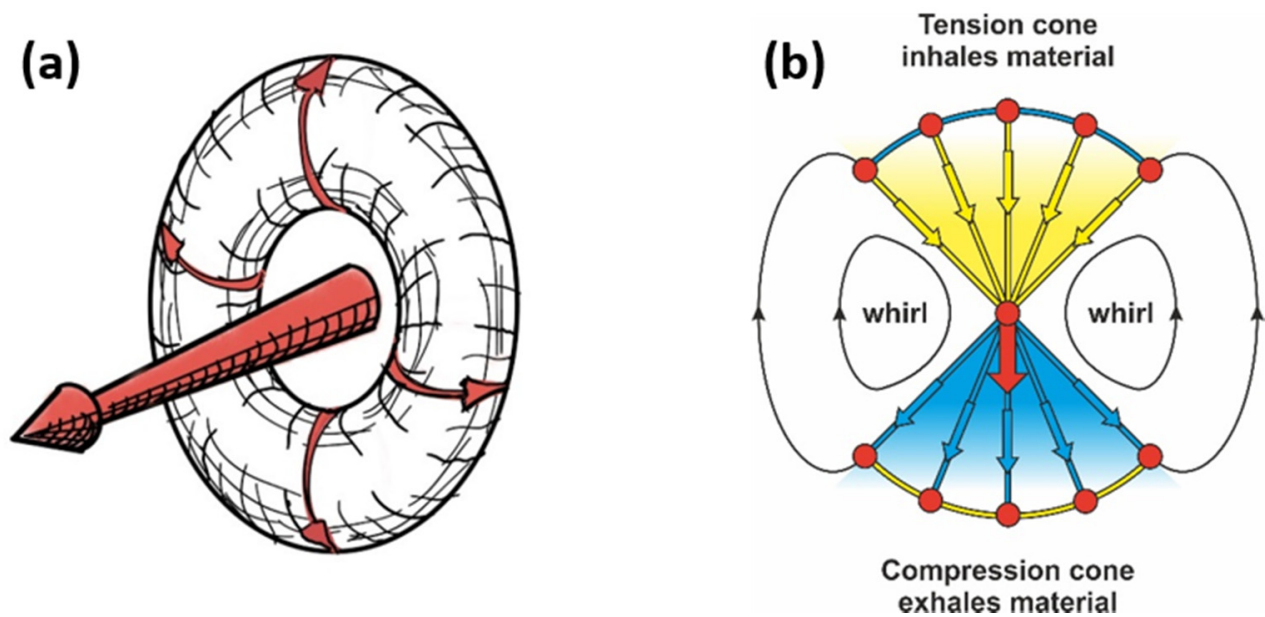 (a)
(b)
Tension cone
inhales material
whirl
whirl
Compression cone
exhales material